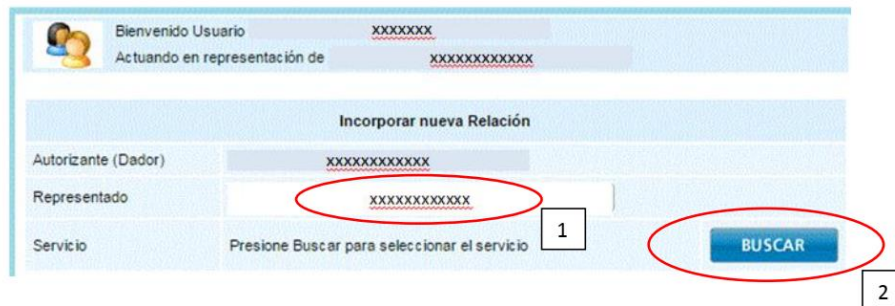 Bienvenido Usuario xxxxxxx
Actuando en representación de xxxxxxxxxxxx
Incorporar nueva Relación
Autorizante (Dador) xxxxxxxxxxxx
Representado xxxxxxxxxxxx
1
Servicio Presione Buscar para seleccionar el servicio BUSCAR
2